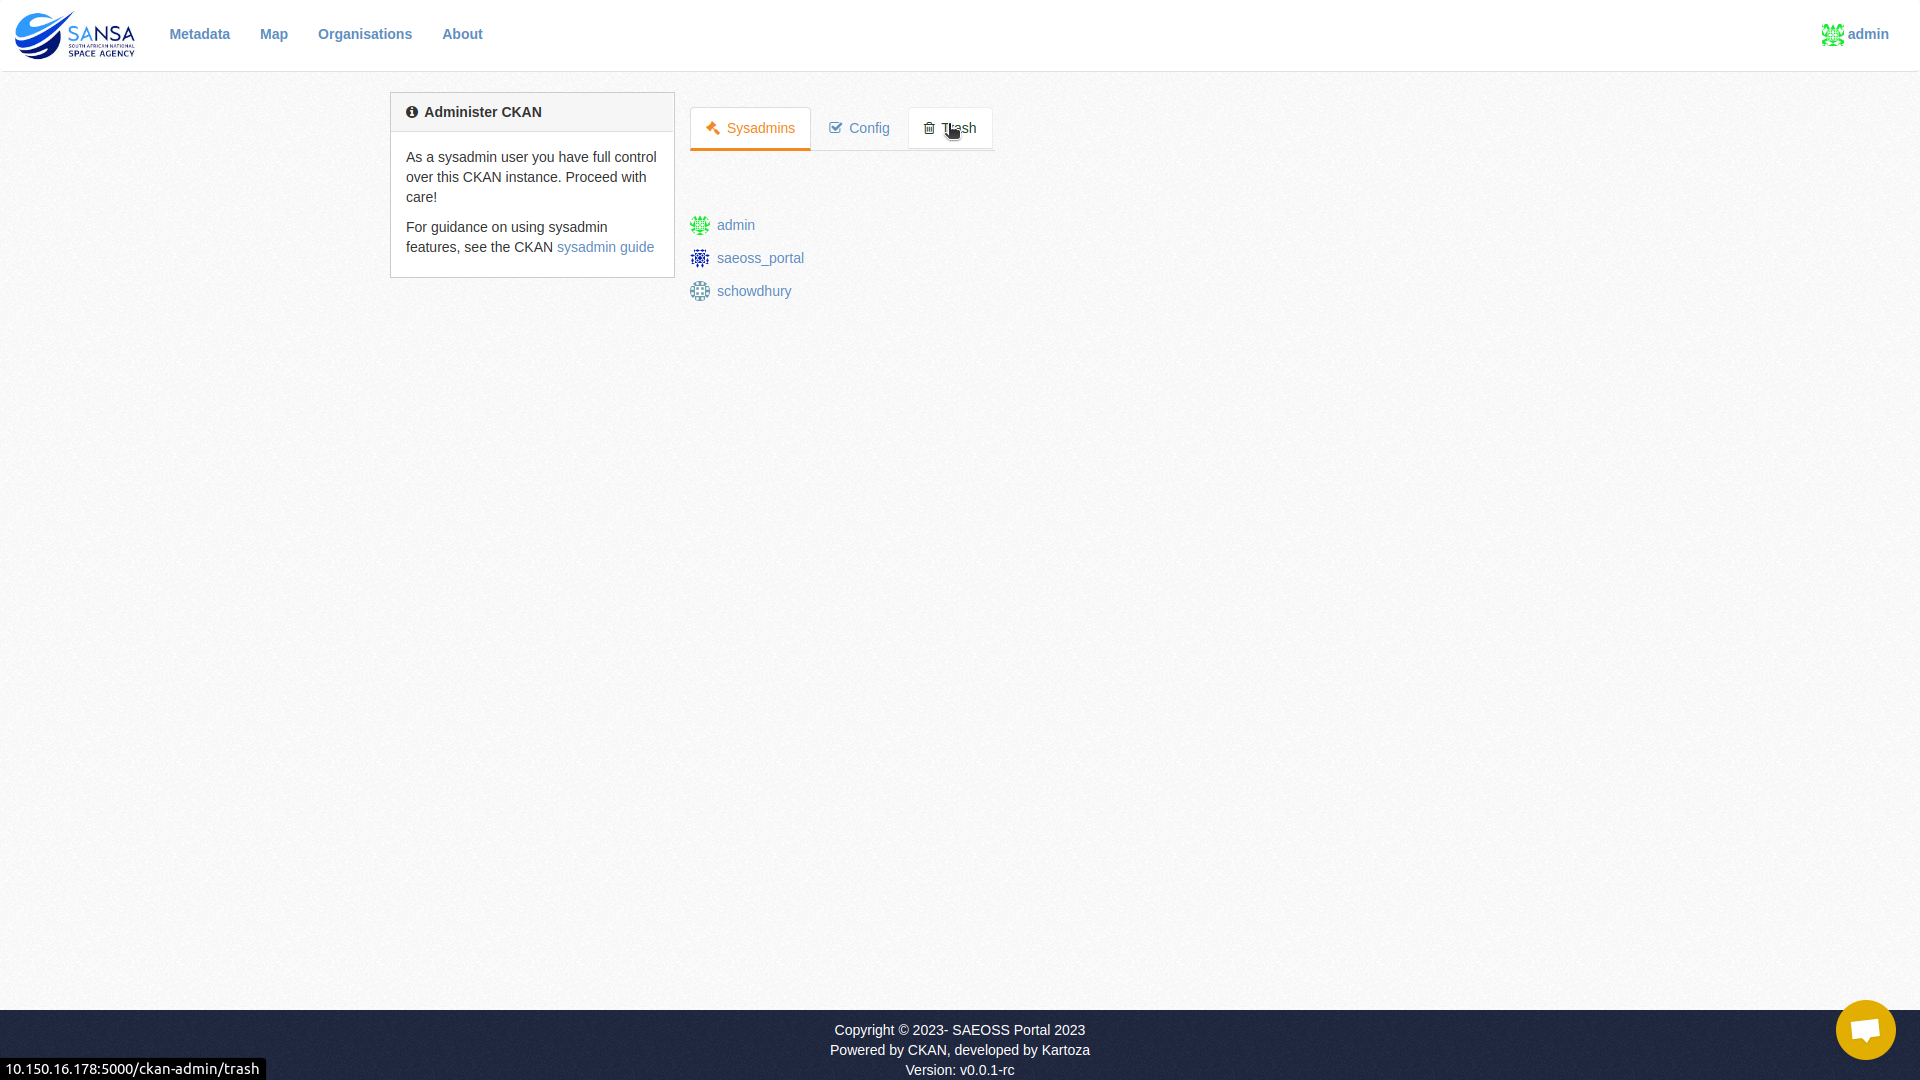 SANSA
SOUTH AFRICAN NATIONAL
SPACE AGENCY
Metadata
Map
Organisations
About
admin
Administer CKAN
As a sysadmin user you have full control
over this CKAN instance. Proceed with
care!
For guidance on using sysadmin
features, see the CKAN sysadmin guide
Sysadmins
Config
Trash
admin
saeoss_portal
schowdhury
Copyright © 2023- SAEOSS Portal 2023
Powered by CKAN, developed by Kartoza
Version: v0.0.1-rc
10.150.16.178:5000/ckan-admin/trash